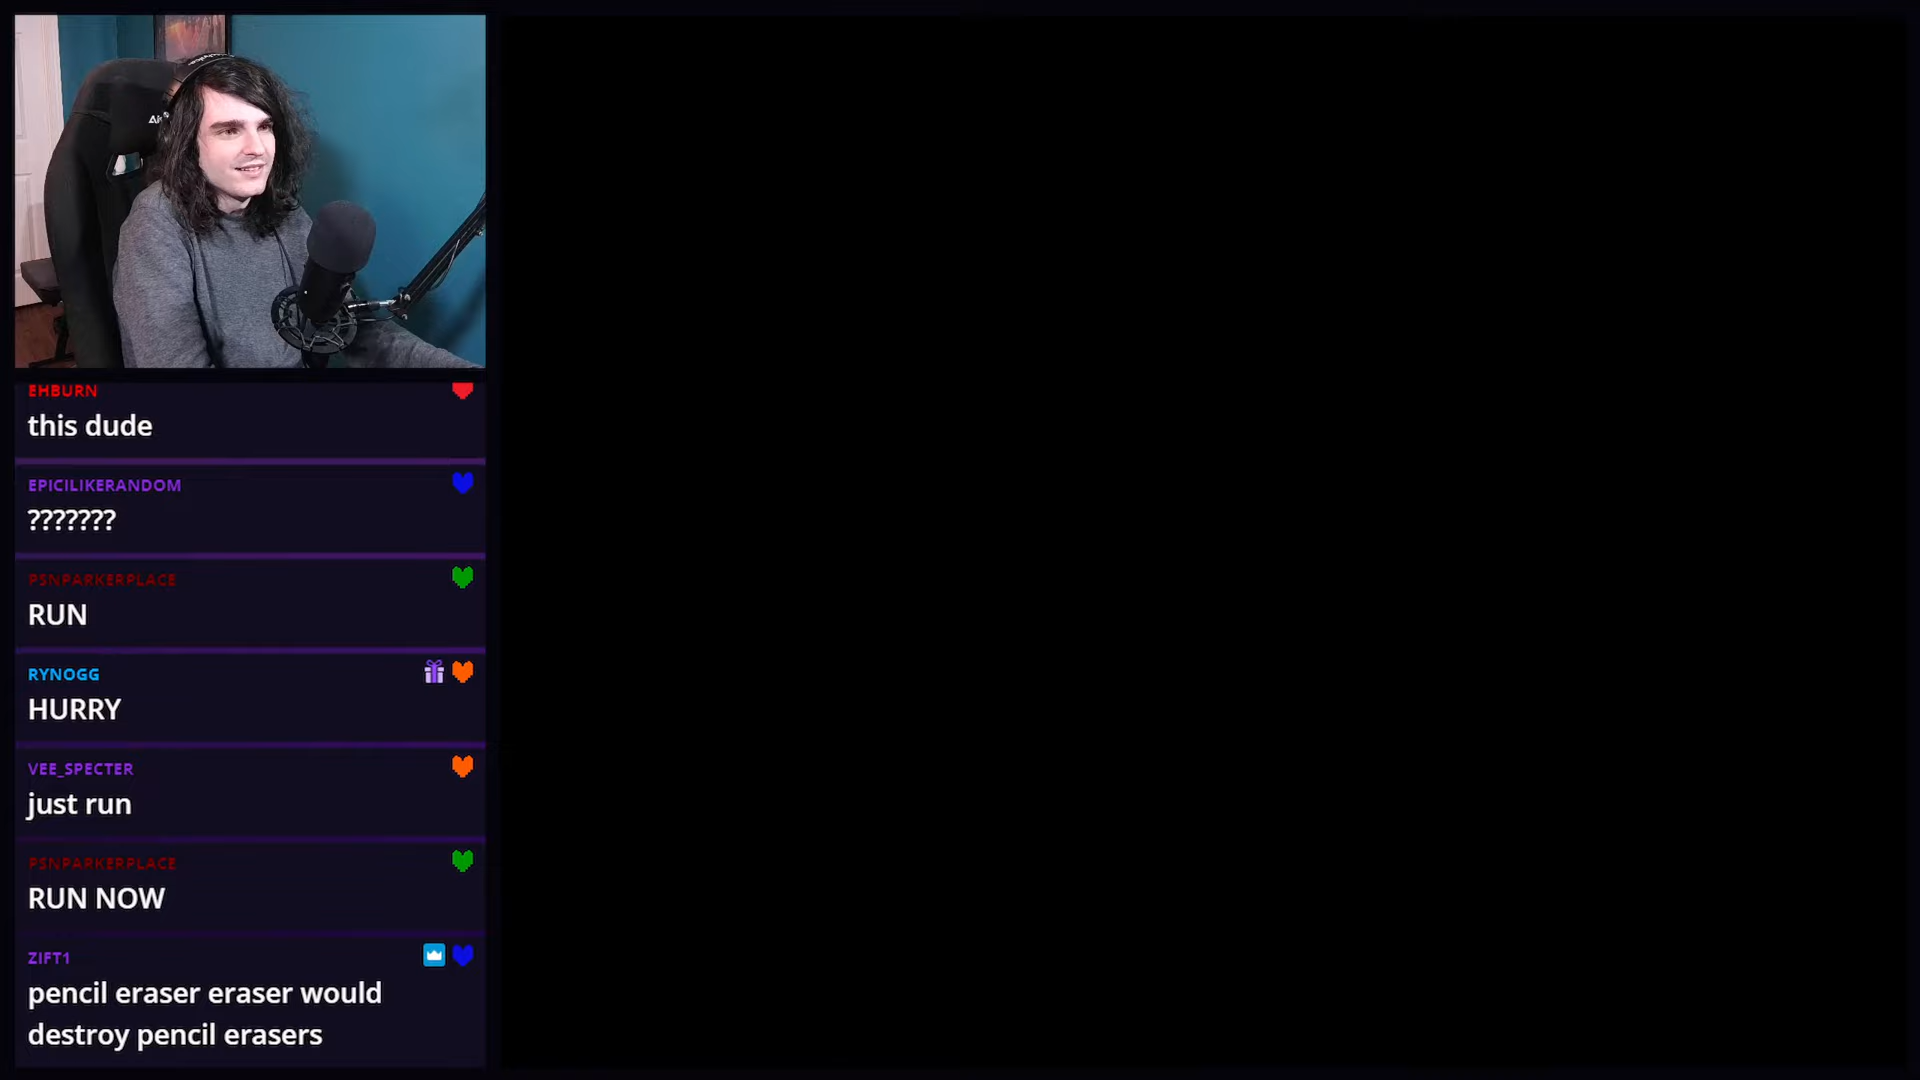 EHBURN
this dude
EPICILIKERANDOM
???????
PSNPARKERPLACE
RUN
RYNOGG
HURRY
VEE_SPECTER
just run
PSNPARKERPLACE
RUN NOW
ZIFT1
pencil eraser eraser would
destroy pencil erasers